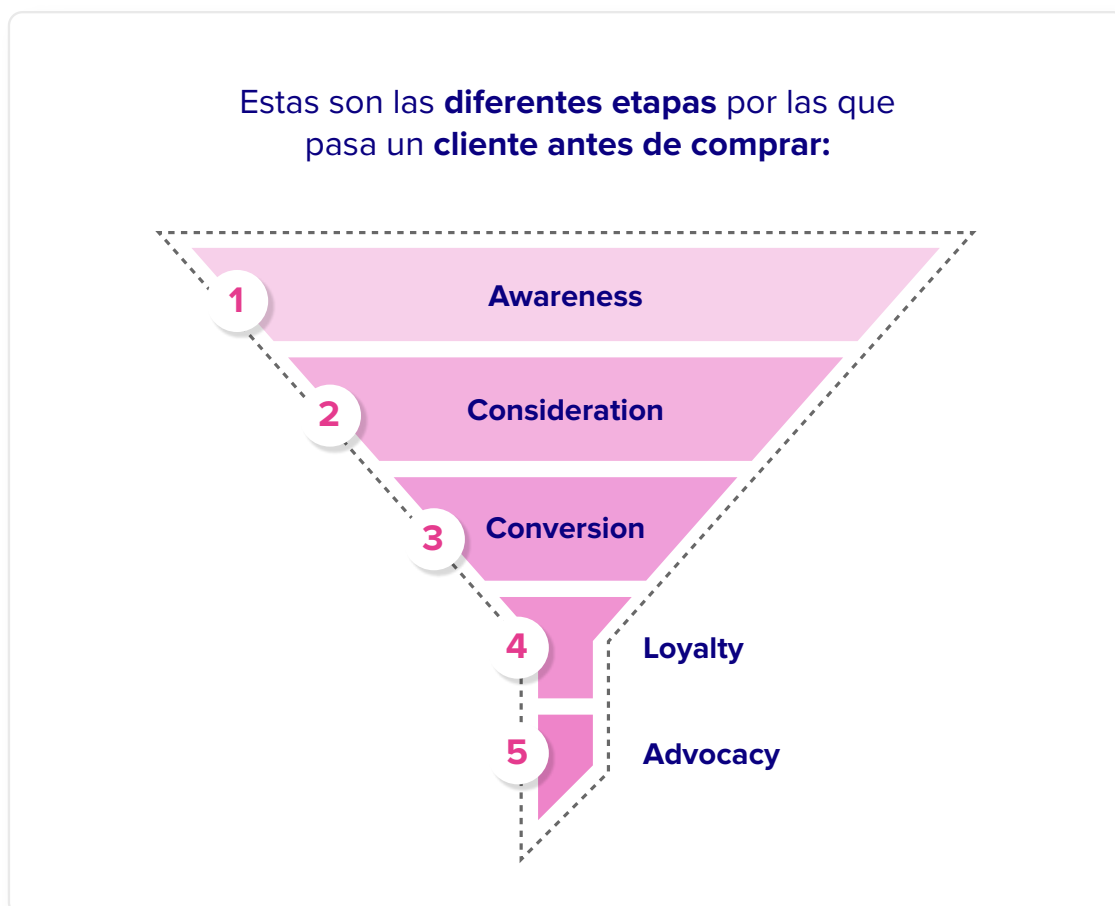 Estas son las diferentes etapas por las que
pasa un cliente antes de comprar:
1
Awareness
2
Consideration
3
Conversion
4
Loyalty
5
Advocacy